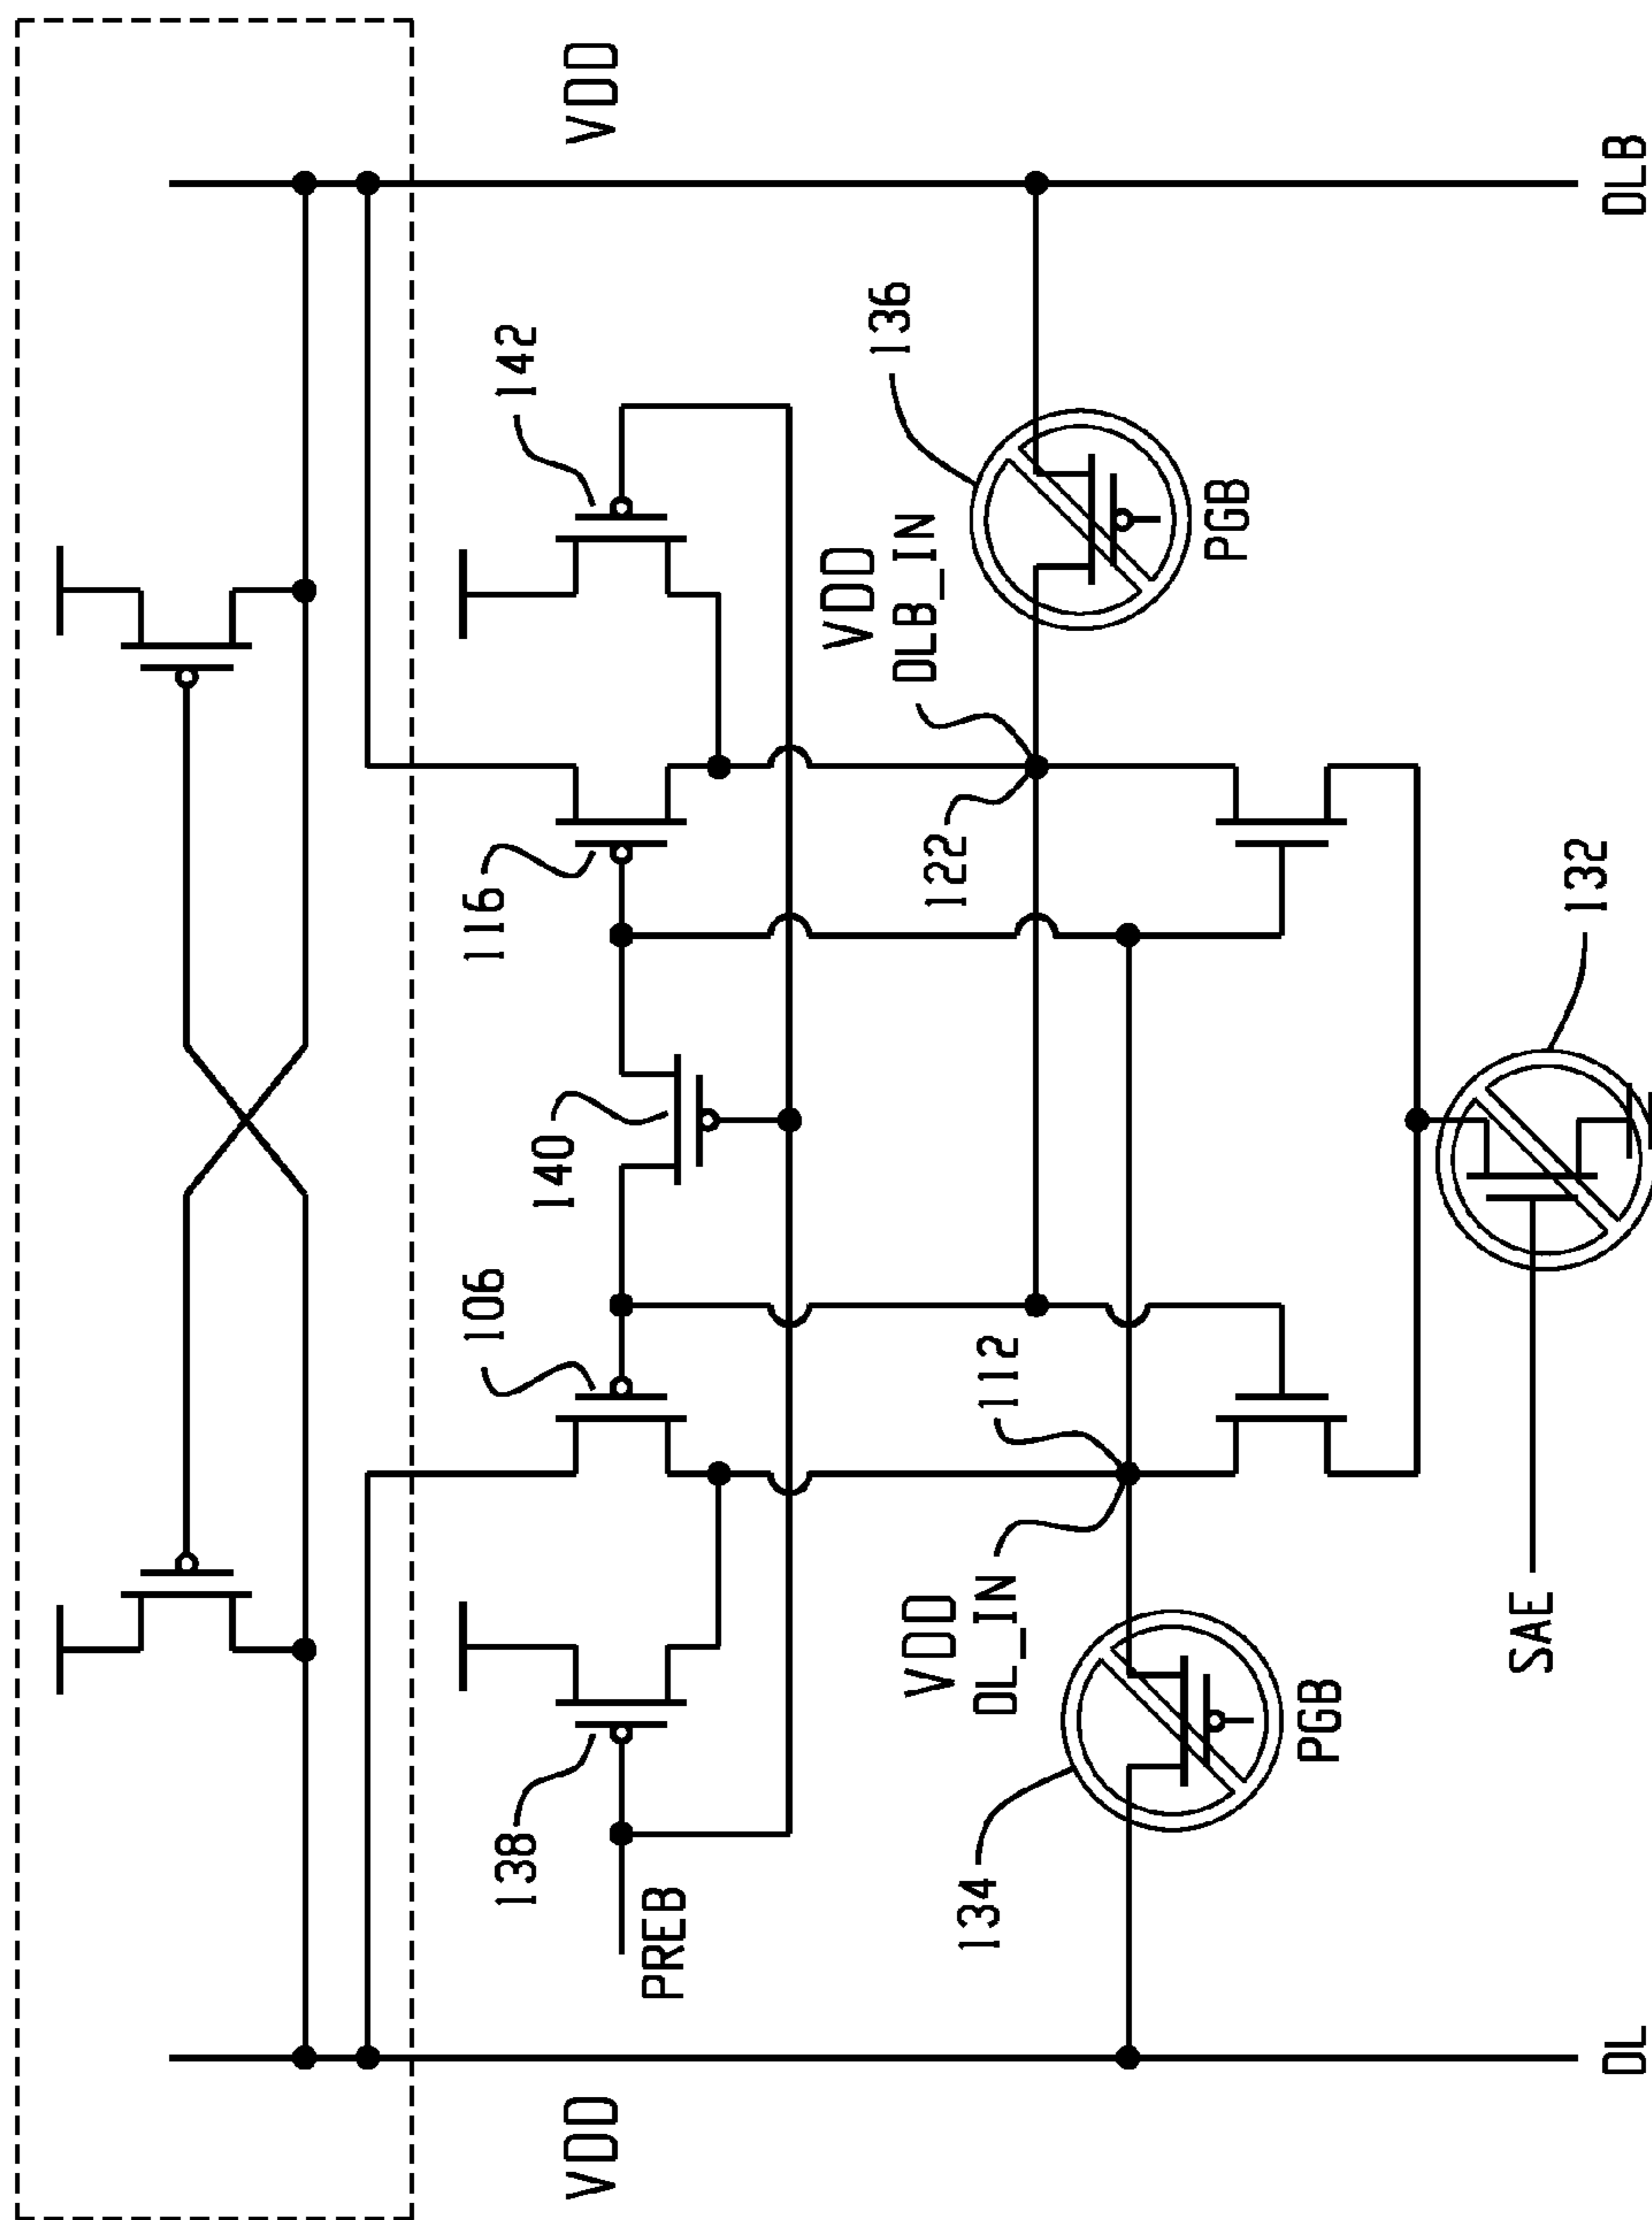 VDD
VDD
138
106
140
116
142
PREB
VDD
DL_IN
112
122
VDD
DLB_IN
134
136
PGB
PGB
132
SAE
DL
DLB